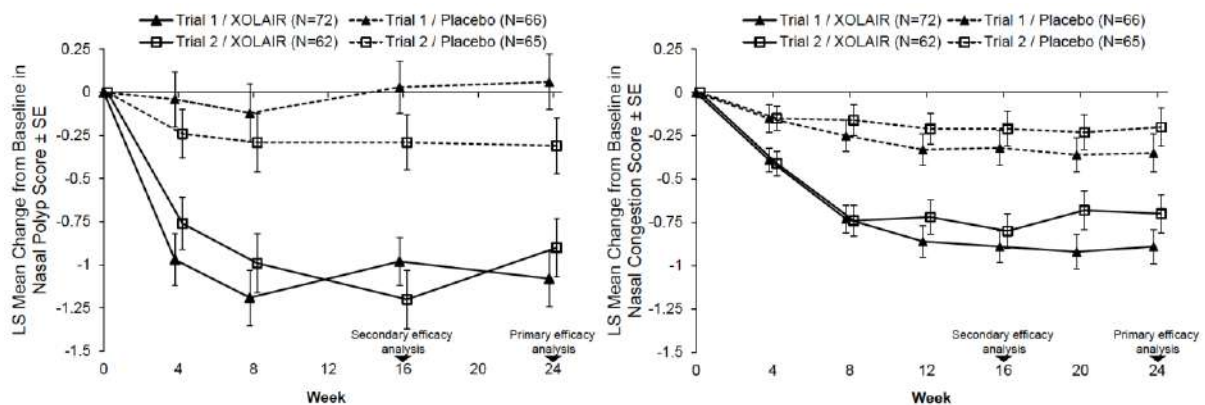 Trial 1 / XOLAIR (N=72) Trial 1 / Placebo (N=66)
Trial 2 / XOLAIR (N=62) Trial 2 / Placebo (N=65)
LS Mean Change from Baseline in
Nasal Polyp Score ± SE
0.25
0
-0.25
-0.5
-0.75
-1
-1.25
-1.5
Secondary efficacy
analysis
Primary efficacy
analysis
0 4 8 12 16 20 24
Week
Trial 1 / XOLAIR (N=72) Trial 1 / Placebo (N=66)
Trial 2 / XOLAIR (N=62) Trial 2 / Placebo (N=65)
LS Mean Change from Baseline in
Nasal Congestion Score ± SE
0.25
0
-0.25
-0.5
-0.75
-1
-1.25
-1.5
Secondary efficacy
analysis
Primary efficacy
analysis
0 4 8 12 16 20 24
Week